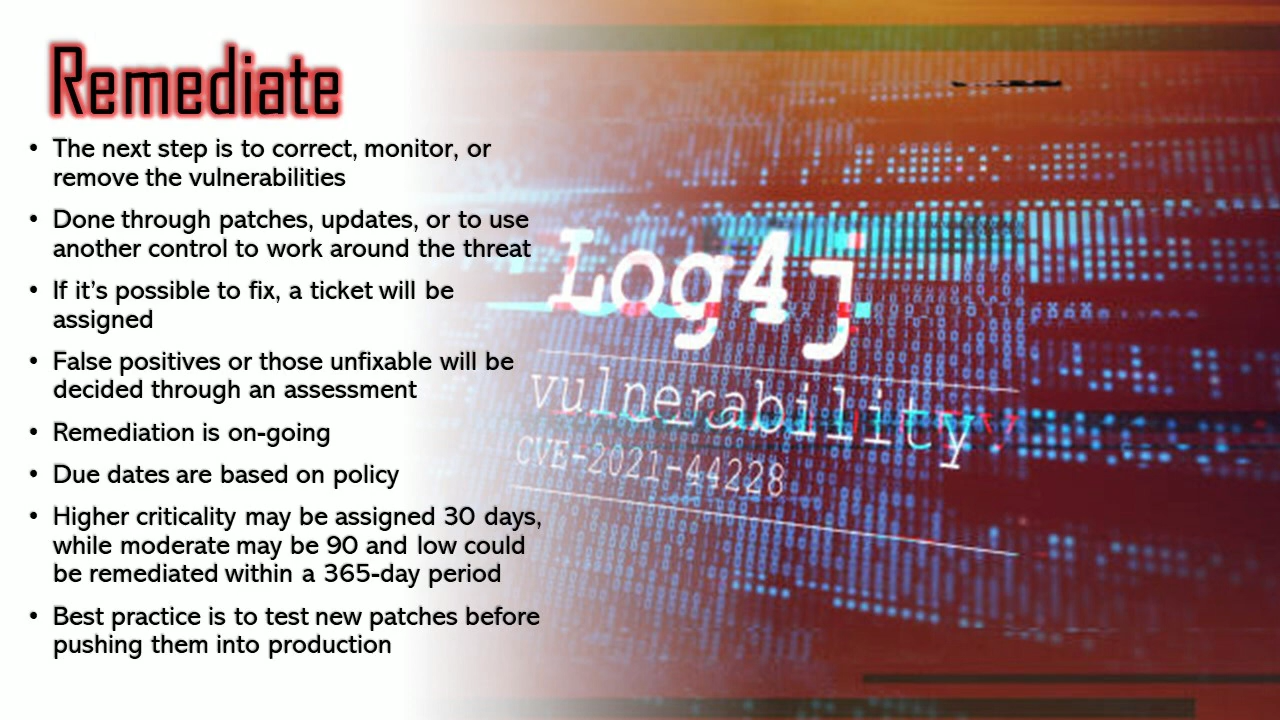 Remediate
• The next step is to correct, monitor, or
remove the vulnerabilities
• Done through patches, updates, or to use
another control to work around the threat
• If it’s possible to fix, a ticket will be
assigned
• False positives or those unfixable will be
decided through an assessment
• Remediation is on-going
• Due dates are based on policy
• Higher criticality may be assigned 30 days,
while moderate may be 90 and low could
be remediated within a 365-day period
• Best practice is to test new patches before
pushing them into production
Log4j
vulnerability
CVE-2021-44228